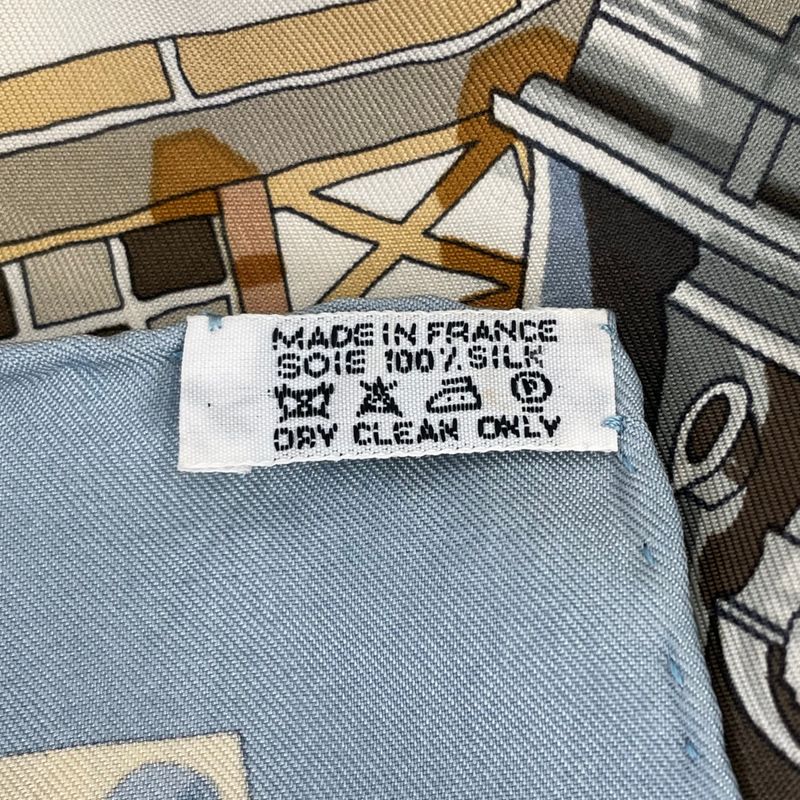 MADE IN FRANCE
SOIE 100% SILK
P
DRY CLEAN ONLY